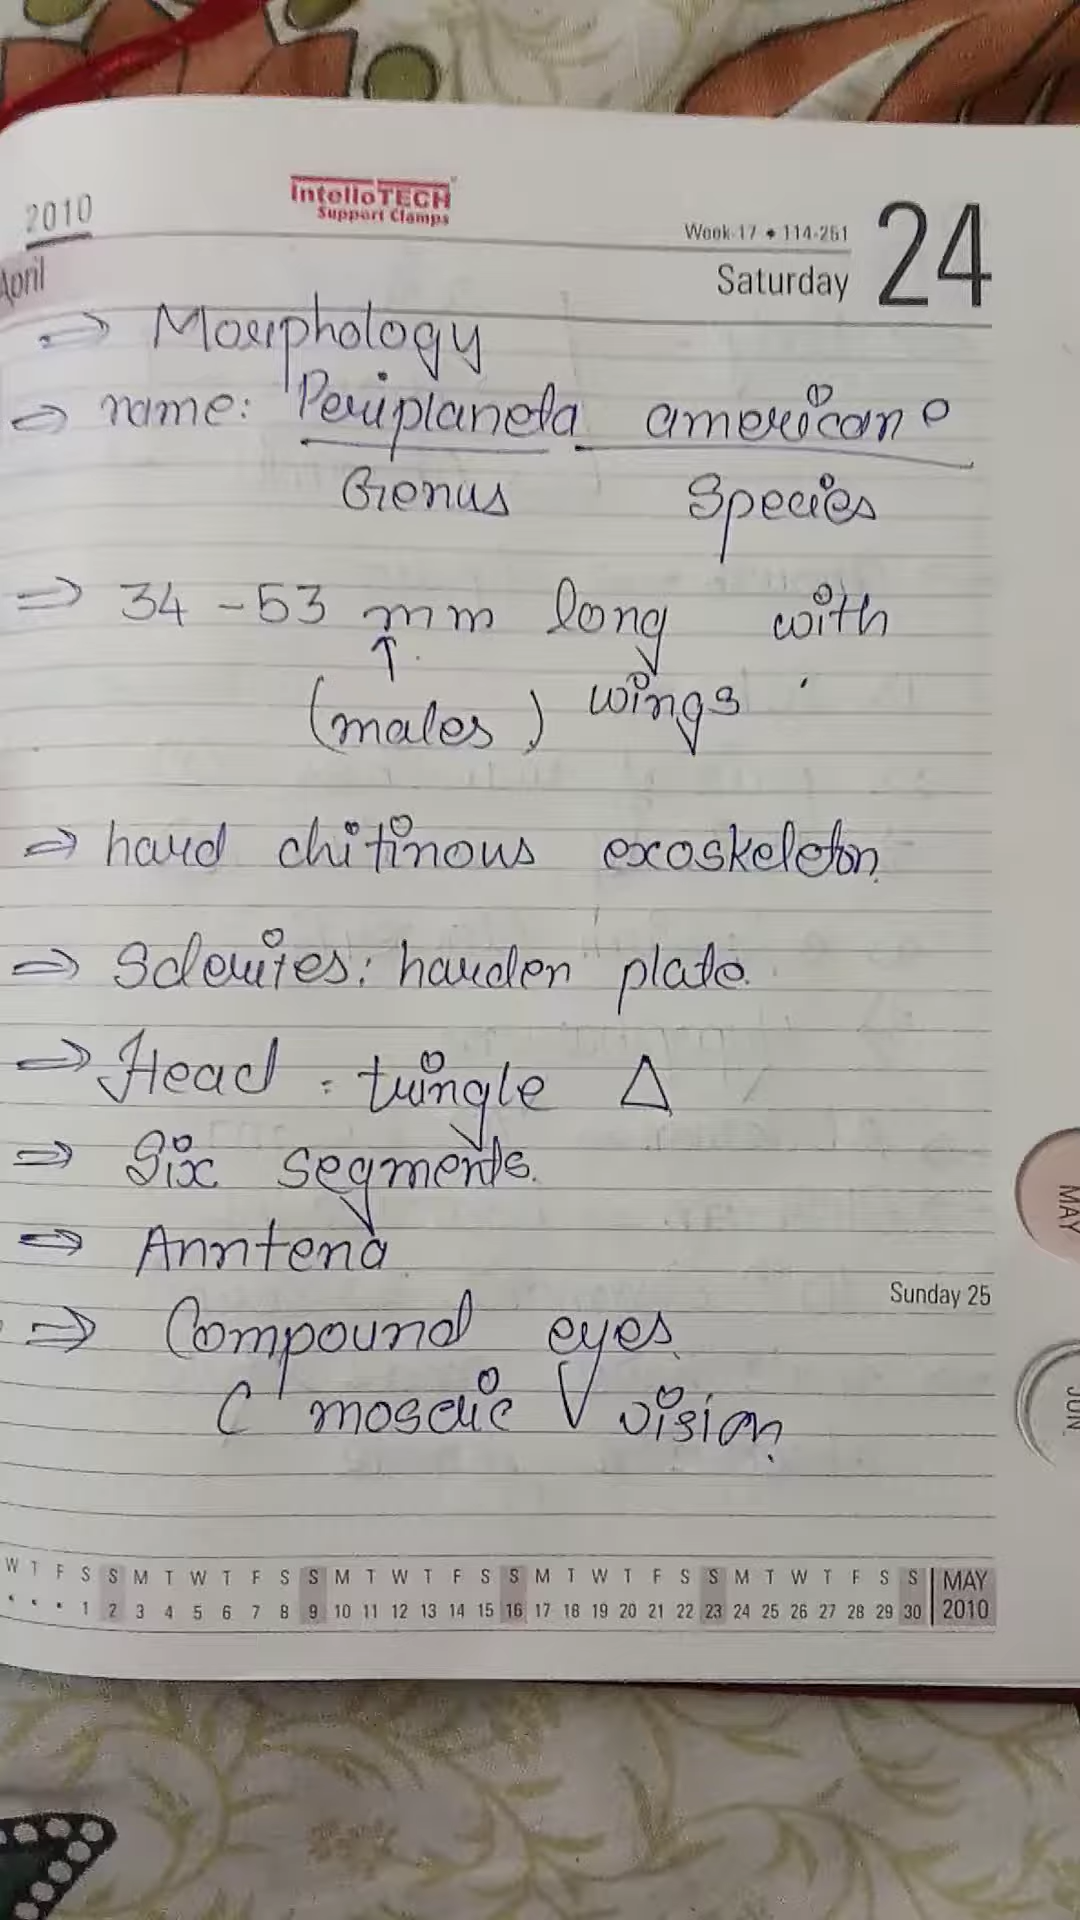 2010
IntelloTECH
Support Clamps
Week-17 • 114-251
24
Saturday
April
⇒ Morphology
⇒ name: Periplaneta americana
Genus Species
⇒ 34-53 mm long with
↑
(males) wings
⇒ hard chitinous exoskeleton.
⇒ Sclerites: harden plate.
⇒ Head : tringle Δ
⇒ Six segments.
⇒ Anntena
Sunday 25
⇒ Compound eyes
( mosaic V vision.
MAY
JUN
W T F S S M T W T F S S M T W T F S S M T W T F S S M T W T F S S MAY
• • • 1 2 3 4 5 6 7 8 9 10 11 12 13 14 15 16 17 18 19 20 21 22 23 24 25 26 27 28 29 30 2010